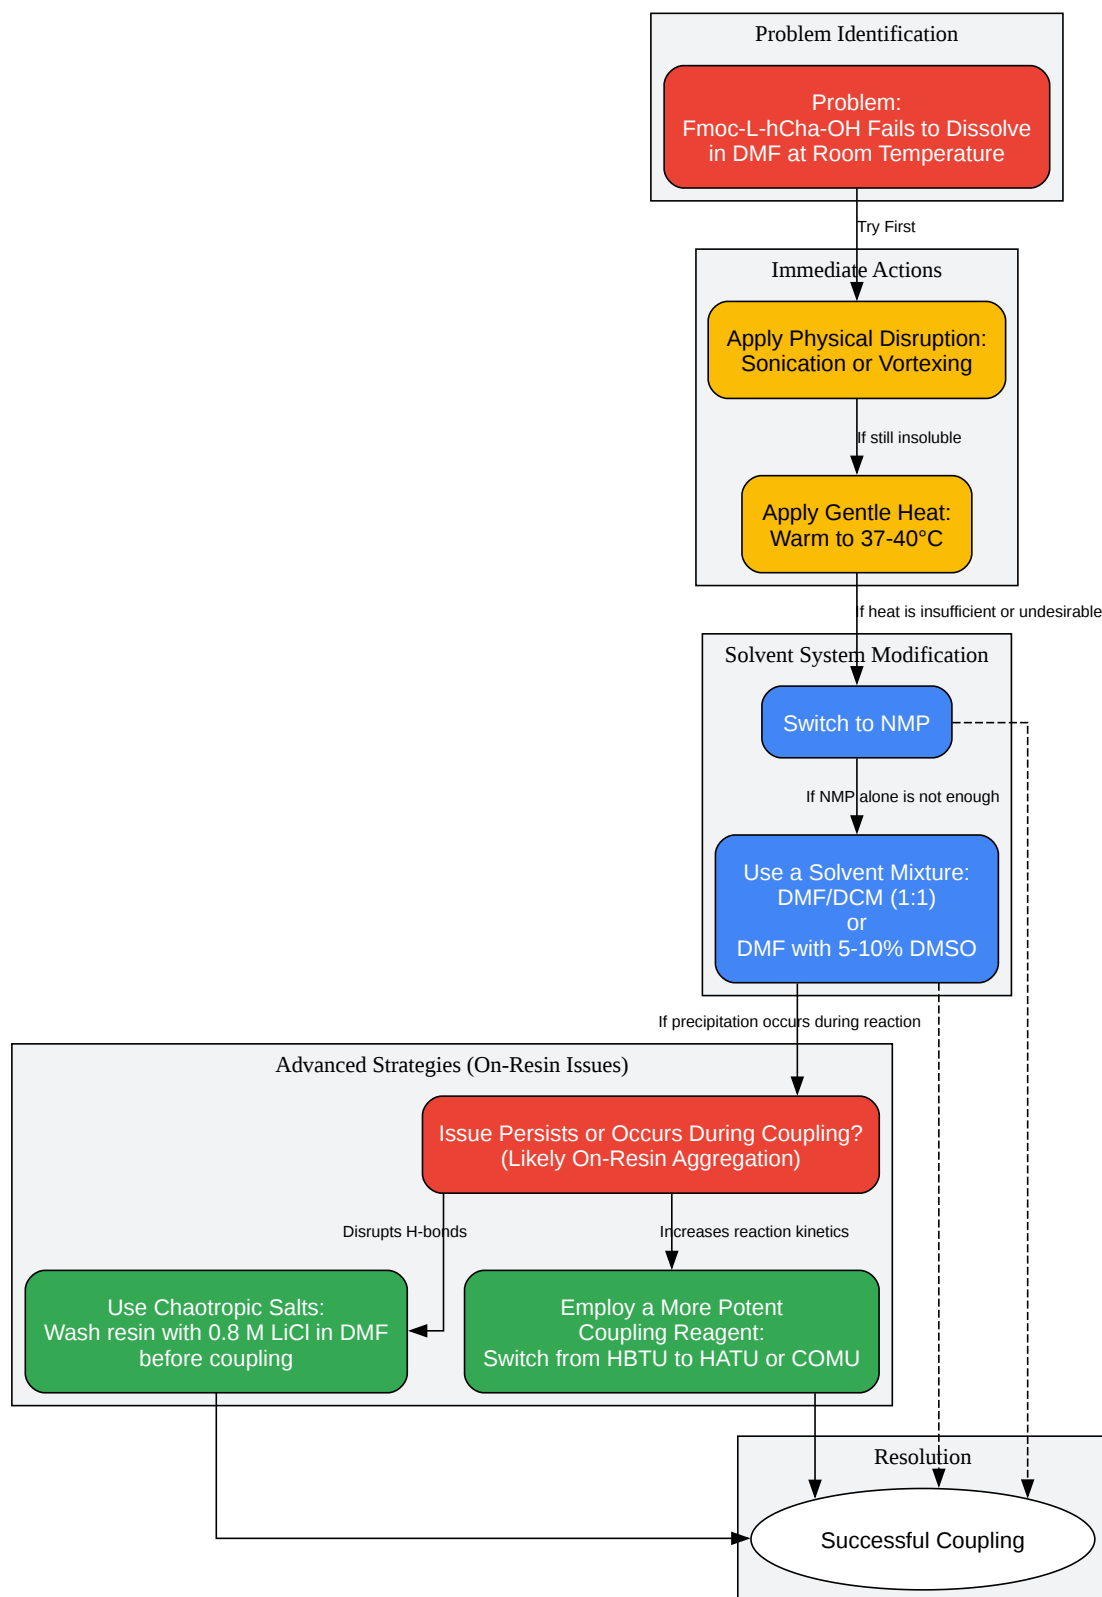 Problem Identification
Problem:
Fmoc-L-hCha-OH Fails to Dissolve
in DMF at Room Temperature
Try First
Immediate Actions
Apply Physical Disruption:
Sonication or Vortexing
If still insoluble
Apply Gentle Heat:
Warm to 37-40°C
If heat is insufficient or undesirable
Solvent System Modification
Switch to NMP
If NMP alone is not enough
Use a Solvent Mixture:
DMF/DCM (1:1)
or
DMF with 5-10% DMSO
If precipitation occurs during reaction
Advanced Strategies (On-Resin Issues)
Issue Persists or Occurs During Coupling?
(Likely On-Resin Aggregation)
Disrupts H-bonds
Increases reaction kinetics
Use Chaotropic Salts:
Wash resin with 0.8 M LiCl in DMF
before coupling
Employ a More Potent
Coupling Reagent:
Switch from HBTU to HATU or COMU
Resolution
Successful Coupling